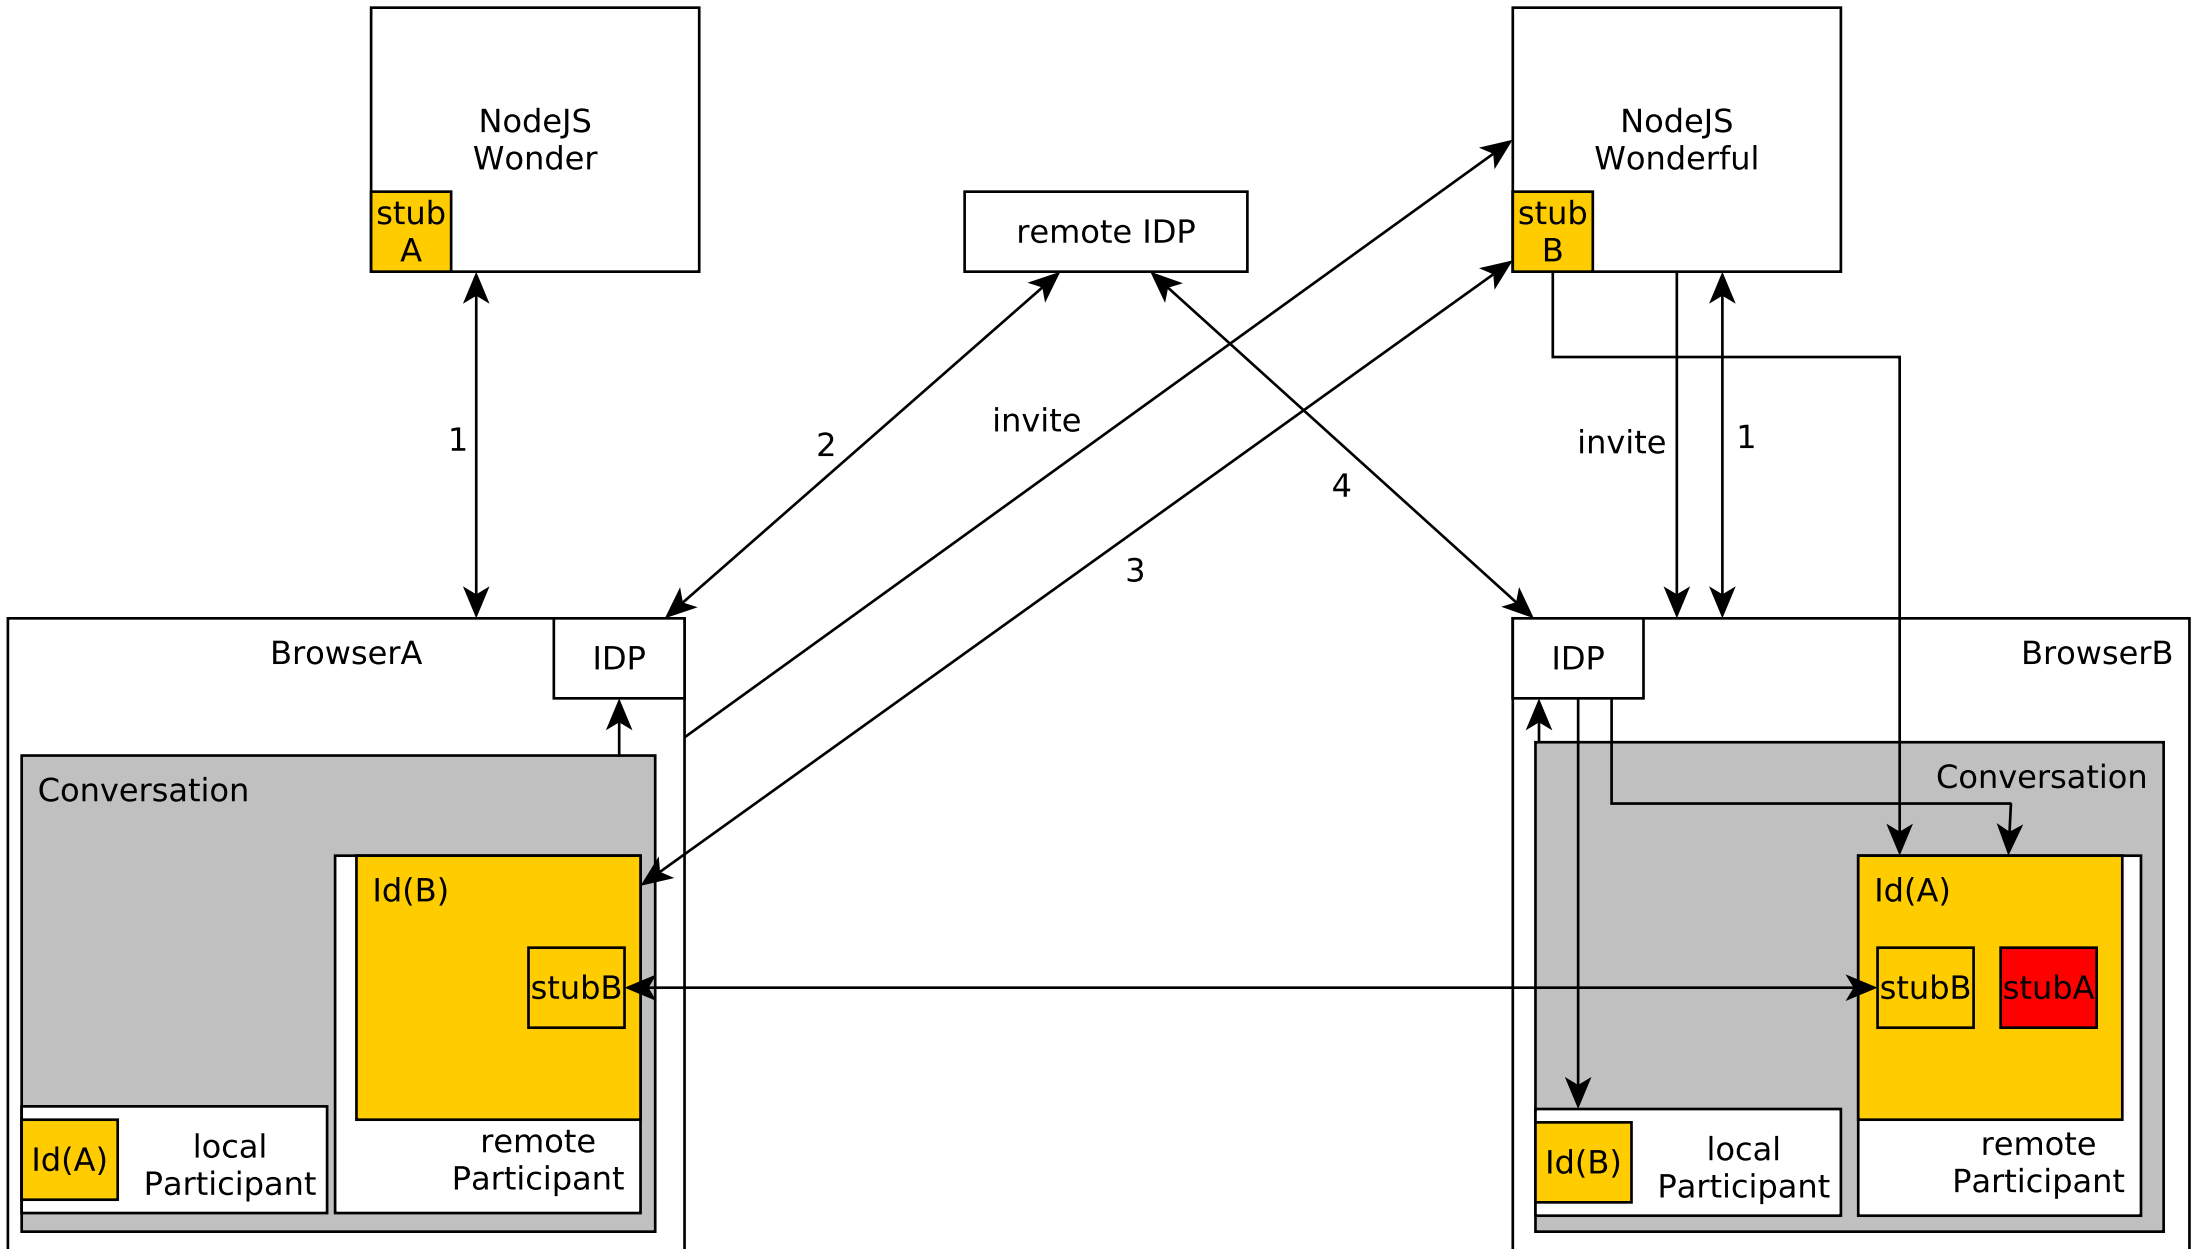 NodeJS
Wonder
stub
A
remote IDP
NodeJS
Wonderful
stub
B
1
2
invite
3
4
invite
1
BrowserA
IDP
IDP
BrowserB
Conversation
Conversation
Id(B)
stubB
Id(A)
stubB
stubA
Id(A)
local
Participant
remote
Participant
Id(B)
local
Participant
remote
Participant